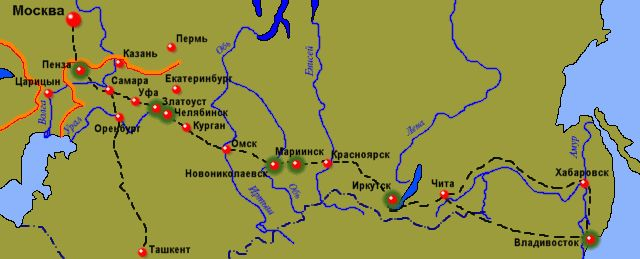 Москва
Пермь
Казань
Пенза
Обь
Енисей
Екатеринбург
Самара
Царицын
Уфа
Златоуст
Челябинск
Волга
Урал
Оренбург
Курган
Лена
Амур
Омск
Мариинск
Красноярск
Новониколаевск
Иркутск
Чита
Хабаровск
Иртыш
Обь
Ташкент
Владивосток